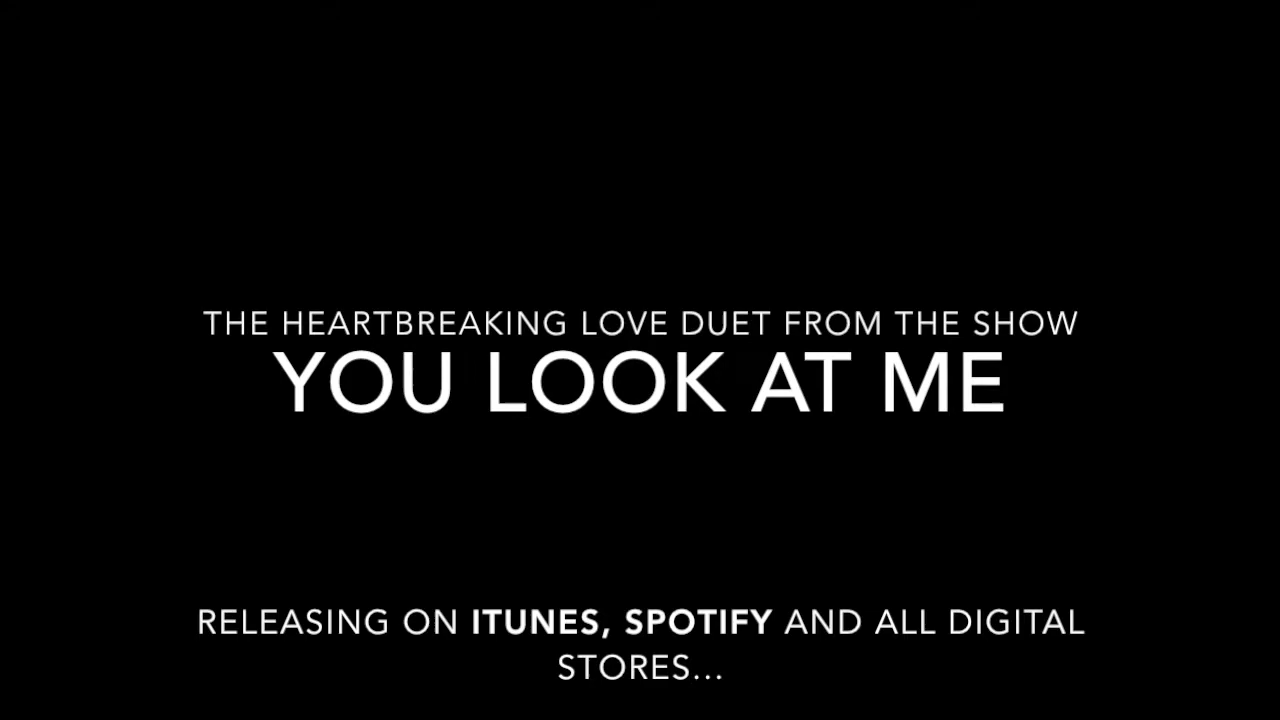 THE HEARTBREAKING LOVE DUET FROM THE SHOW
YOU LOOK AT ME
RELEASING ON ITUNES, SPOTIFY AND ALL DIGITAL
STORES...